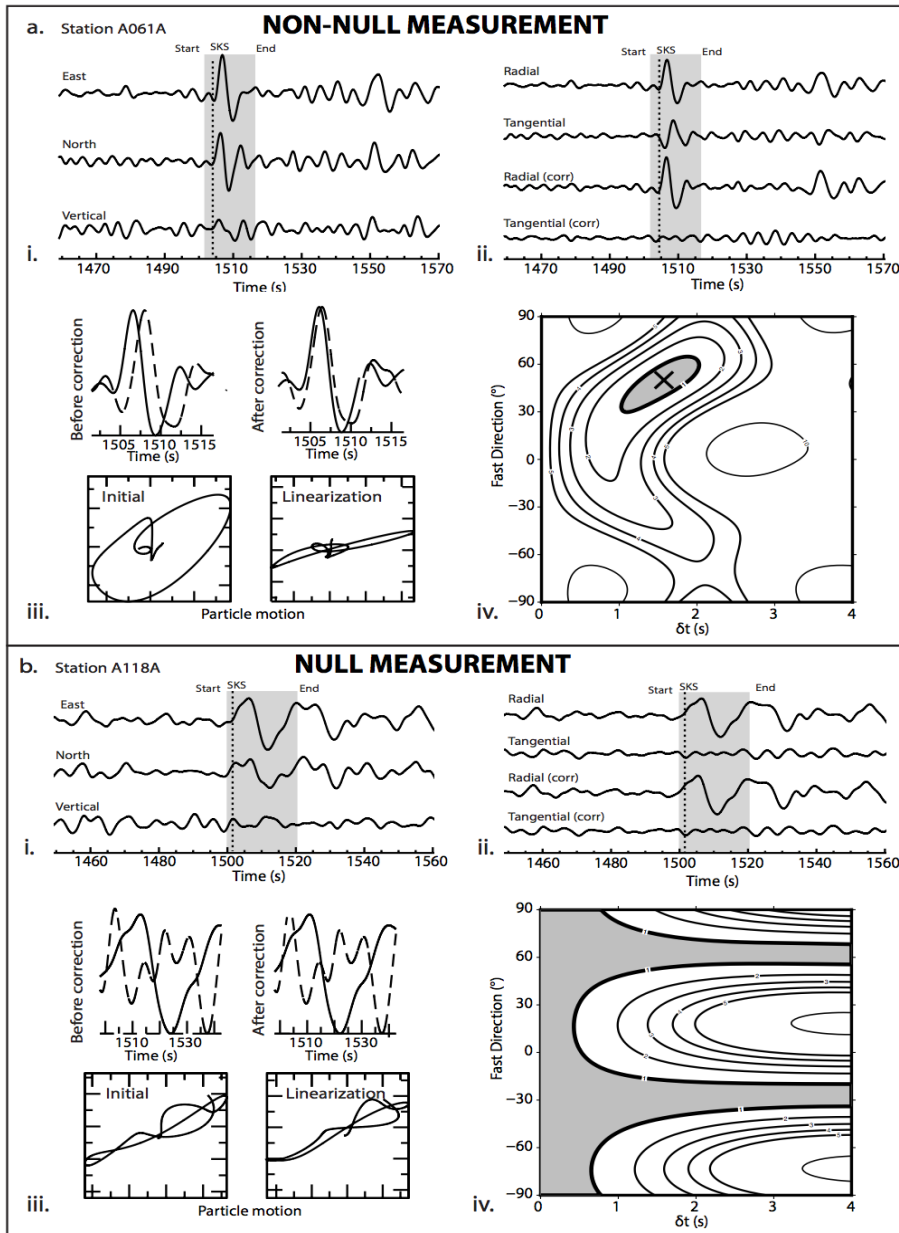 NON-NULL MEASUREMENT
a. Station A061A
Start SKS End
East
North
Vertical
i.
1470 1490 1510 1530 1550 1570
Time (s)
Radial
Tangential
Radial (corr)
Tangential (corr)
ii.
1470 1490 1510 1530 1550 1570
Time (s)
Before correction
1505 1510 1515
Time (s)
After correction
1505 1510 1515
Time (s)
Initial
Linearization
iii.
Particle motion
Fast Direction (°)
90
60
30
0
−30
−60
−90
0 1 2 3 4
δt (s)
iv.
NULL MEASUREMENT
b. Station A118A
Start SKS End
East
North
Vertical
i.
1460 1480 1500 1520 1540 1560
Time (s)
Start SKS End
Radial
Tangential
Radial (corr)
Tangential (corr)
ii.
1460 1480 1500 1520 1540 1560
Time (s)
Before correction
1510 1530
Time (s)
After correction
1510 1530
Time (s)
Initial
Linearization
iii.
Particle motion
Fast Direction (°)
90
60
30
0
−30
−60
−90
0 1 2 3 4
δt (s)
iv.